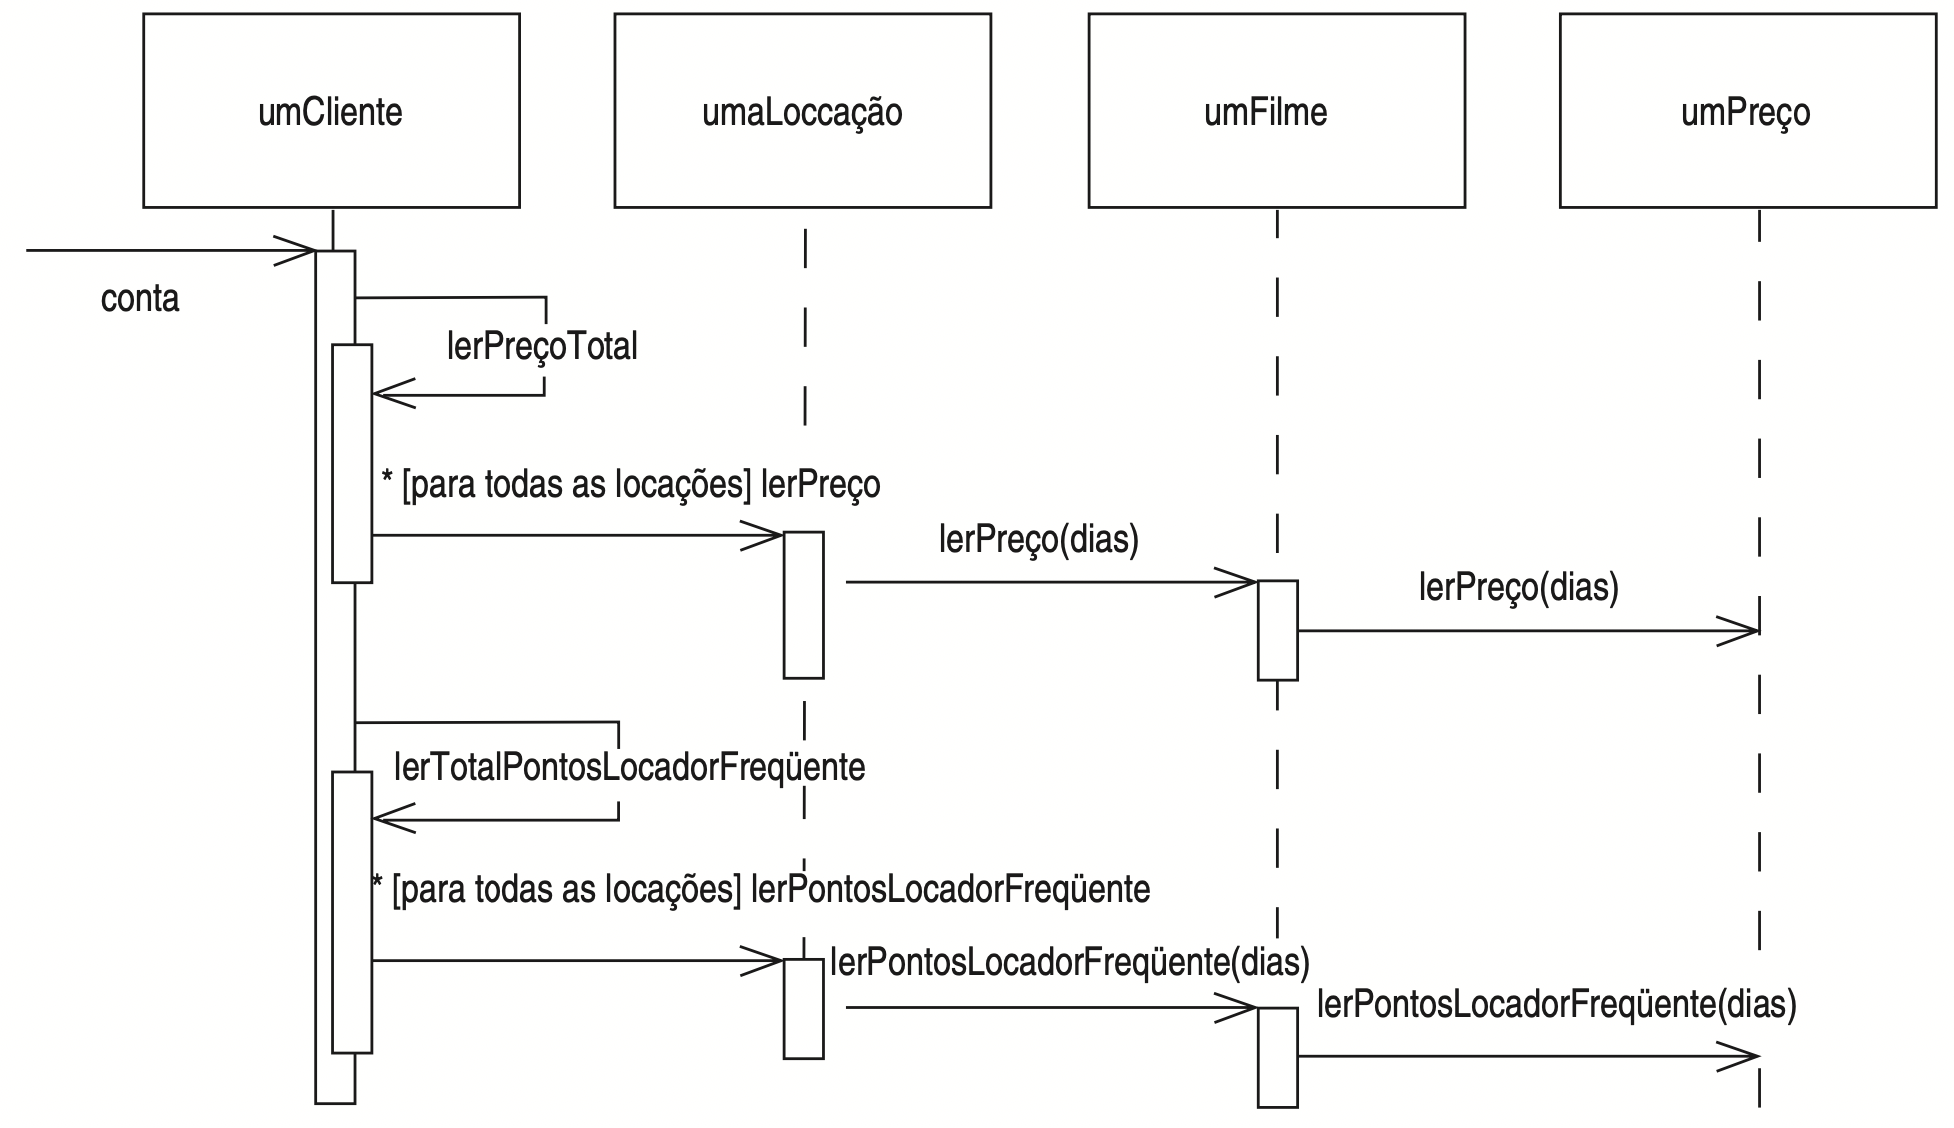 umCliente
umaLoccação
umFilme
umPreço
conta
lerPreçoTotal
* [para todas as locações] lerPreço
lerPreço(dias)
lerPreço(dias)
lerTotalPontosLocadorFreqüente
* [para todas as locações] lerPontosLocadorFreqüente
lerPontosLocadorFreqüente(dias)
lerPontosLocadorFreqüente(dias)